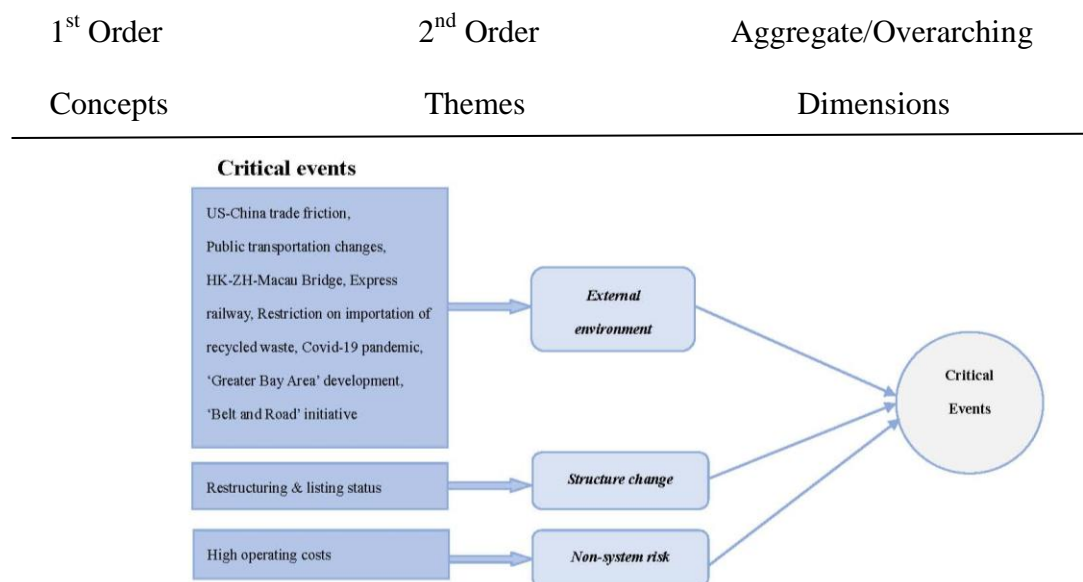 1st Order
2nd Order
Aggregate/Overarching
Concepts
Themes
Dimensions
Critical events
US-China trade friction,
Public transportation changes,
HK-ZH-Macau Bridge, Express
railway, Restriction on importation of
recycled waste, Covid-19 pandemic,
‘Greater Bay Area’ development,
‘Belt and Road’ initiative
External
environment
Critical
Events
Restructuring & listing status
Structure change
High operating costs
Non-system risk